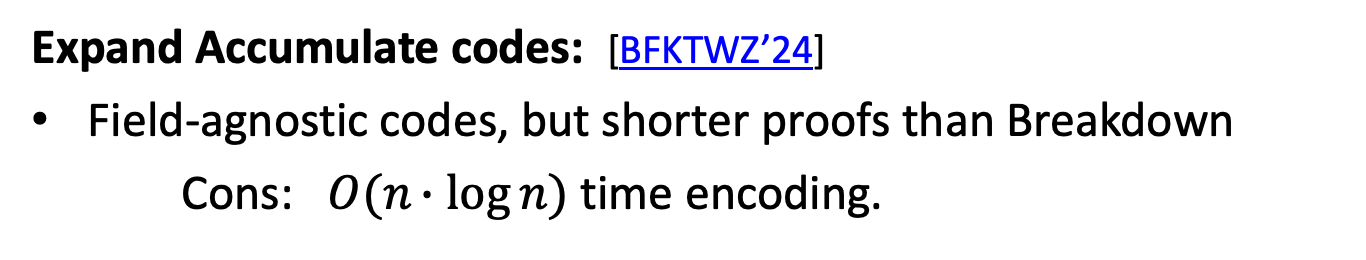 Expand Accumulate codes: [BFKTWZ’24]
• Field-agnostic codes, but shorter proofs than Breakdown
Cons: O(n · log n) time encoding.